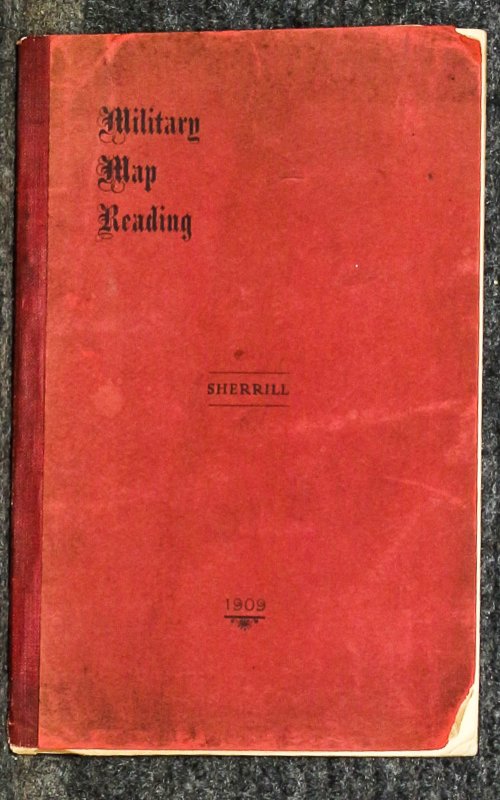 Military
Map
Reading
SHERRILL
1909